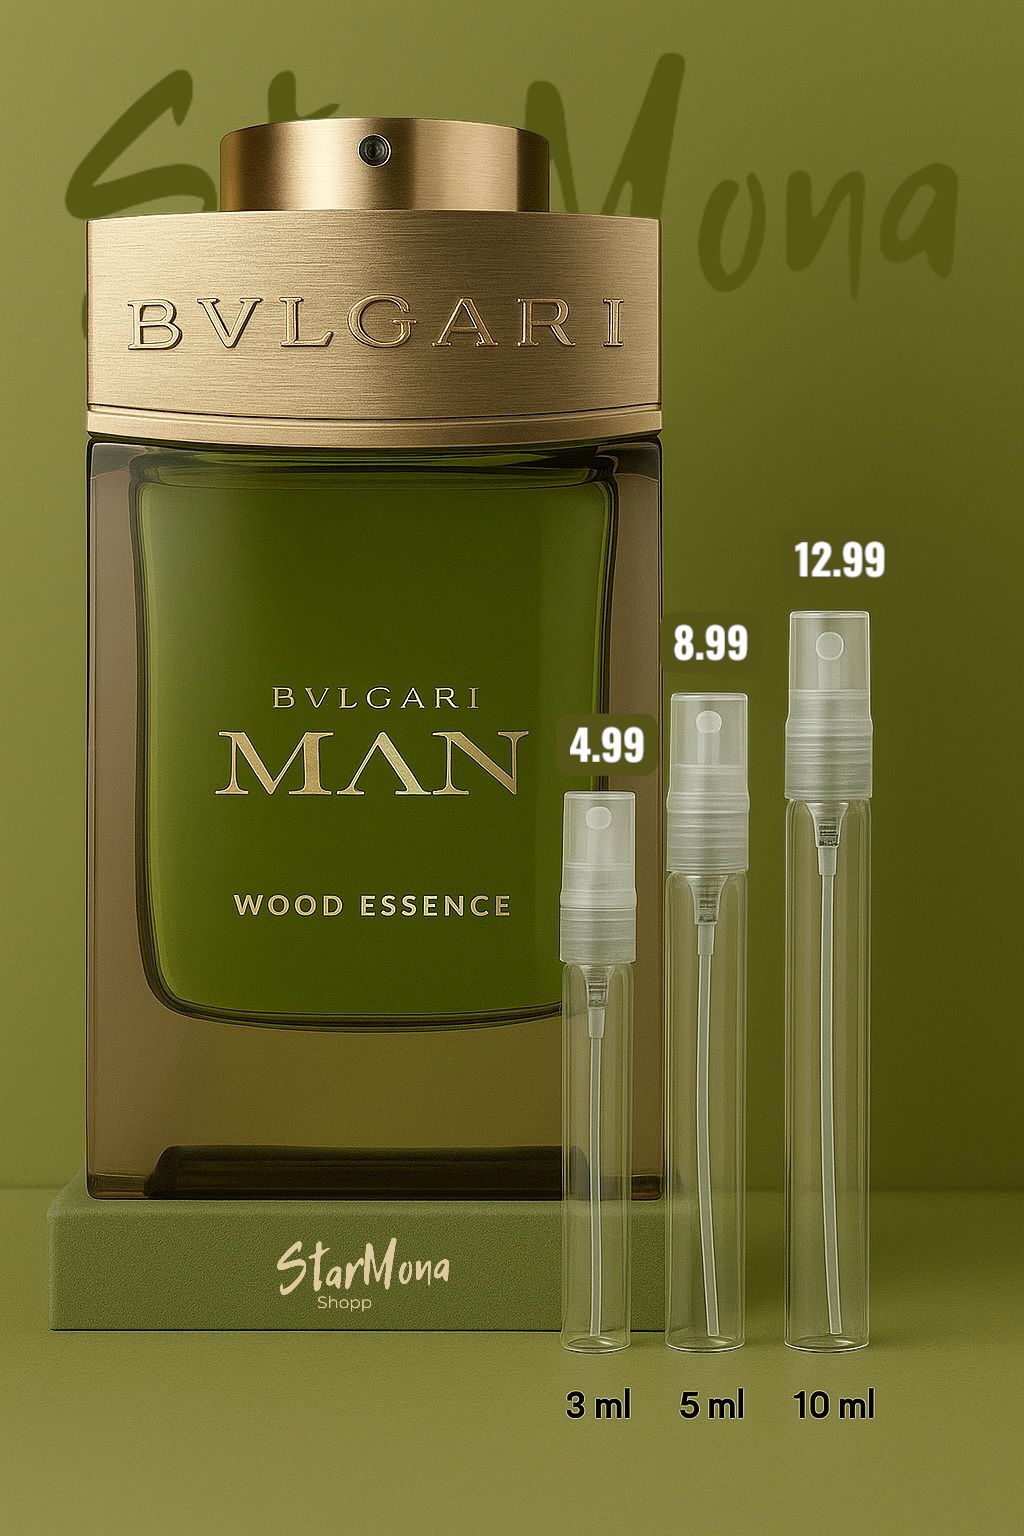 StarMona
BVLGARI
12.99
8.99
4.99
BVLGARI
MAN
WOOD ESSENCE
StarMona
Shopp
3 ml 5 ml 10 ml